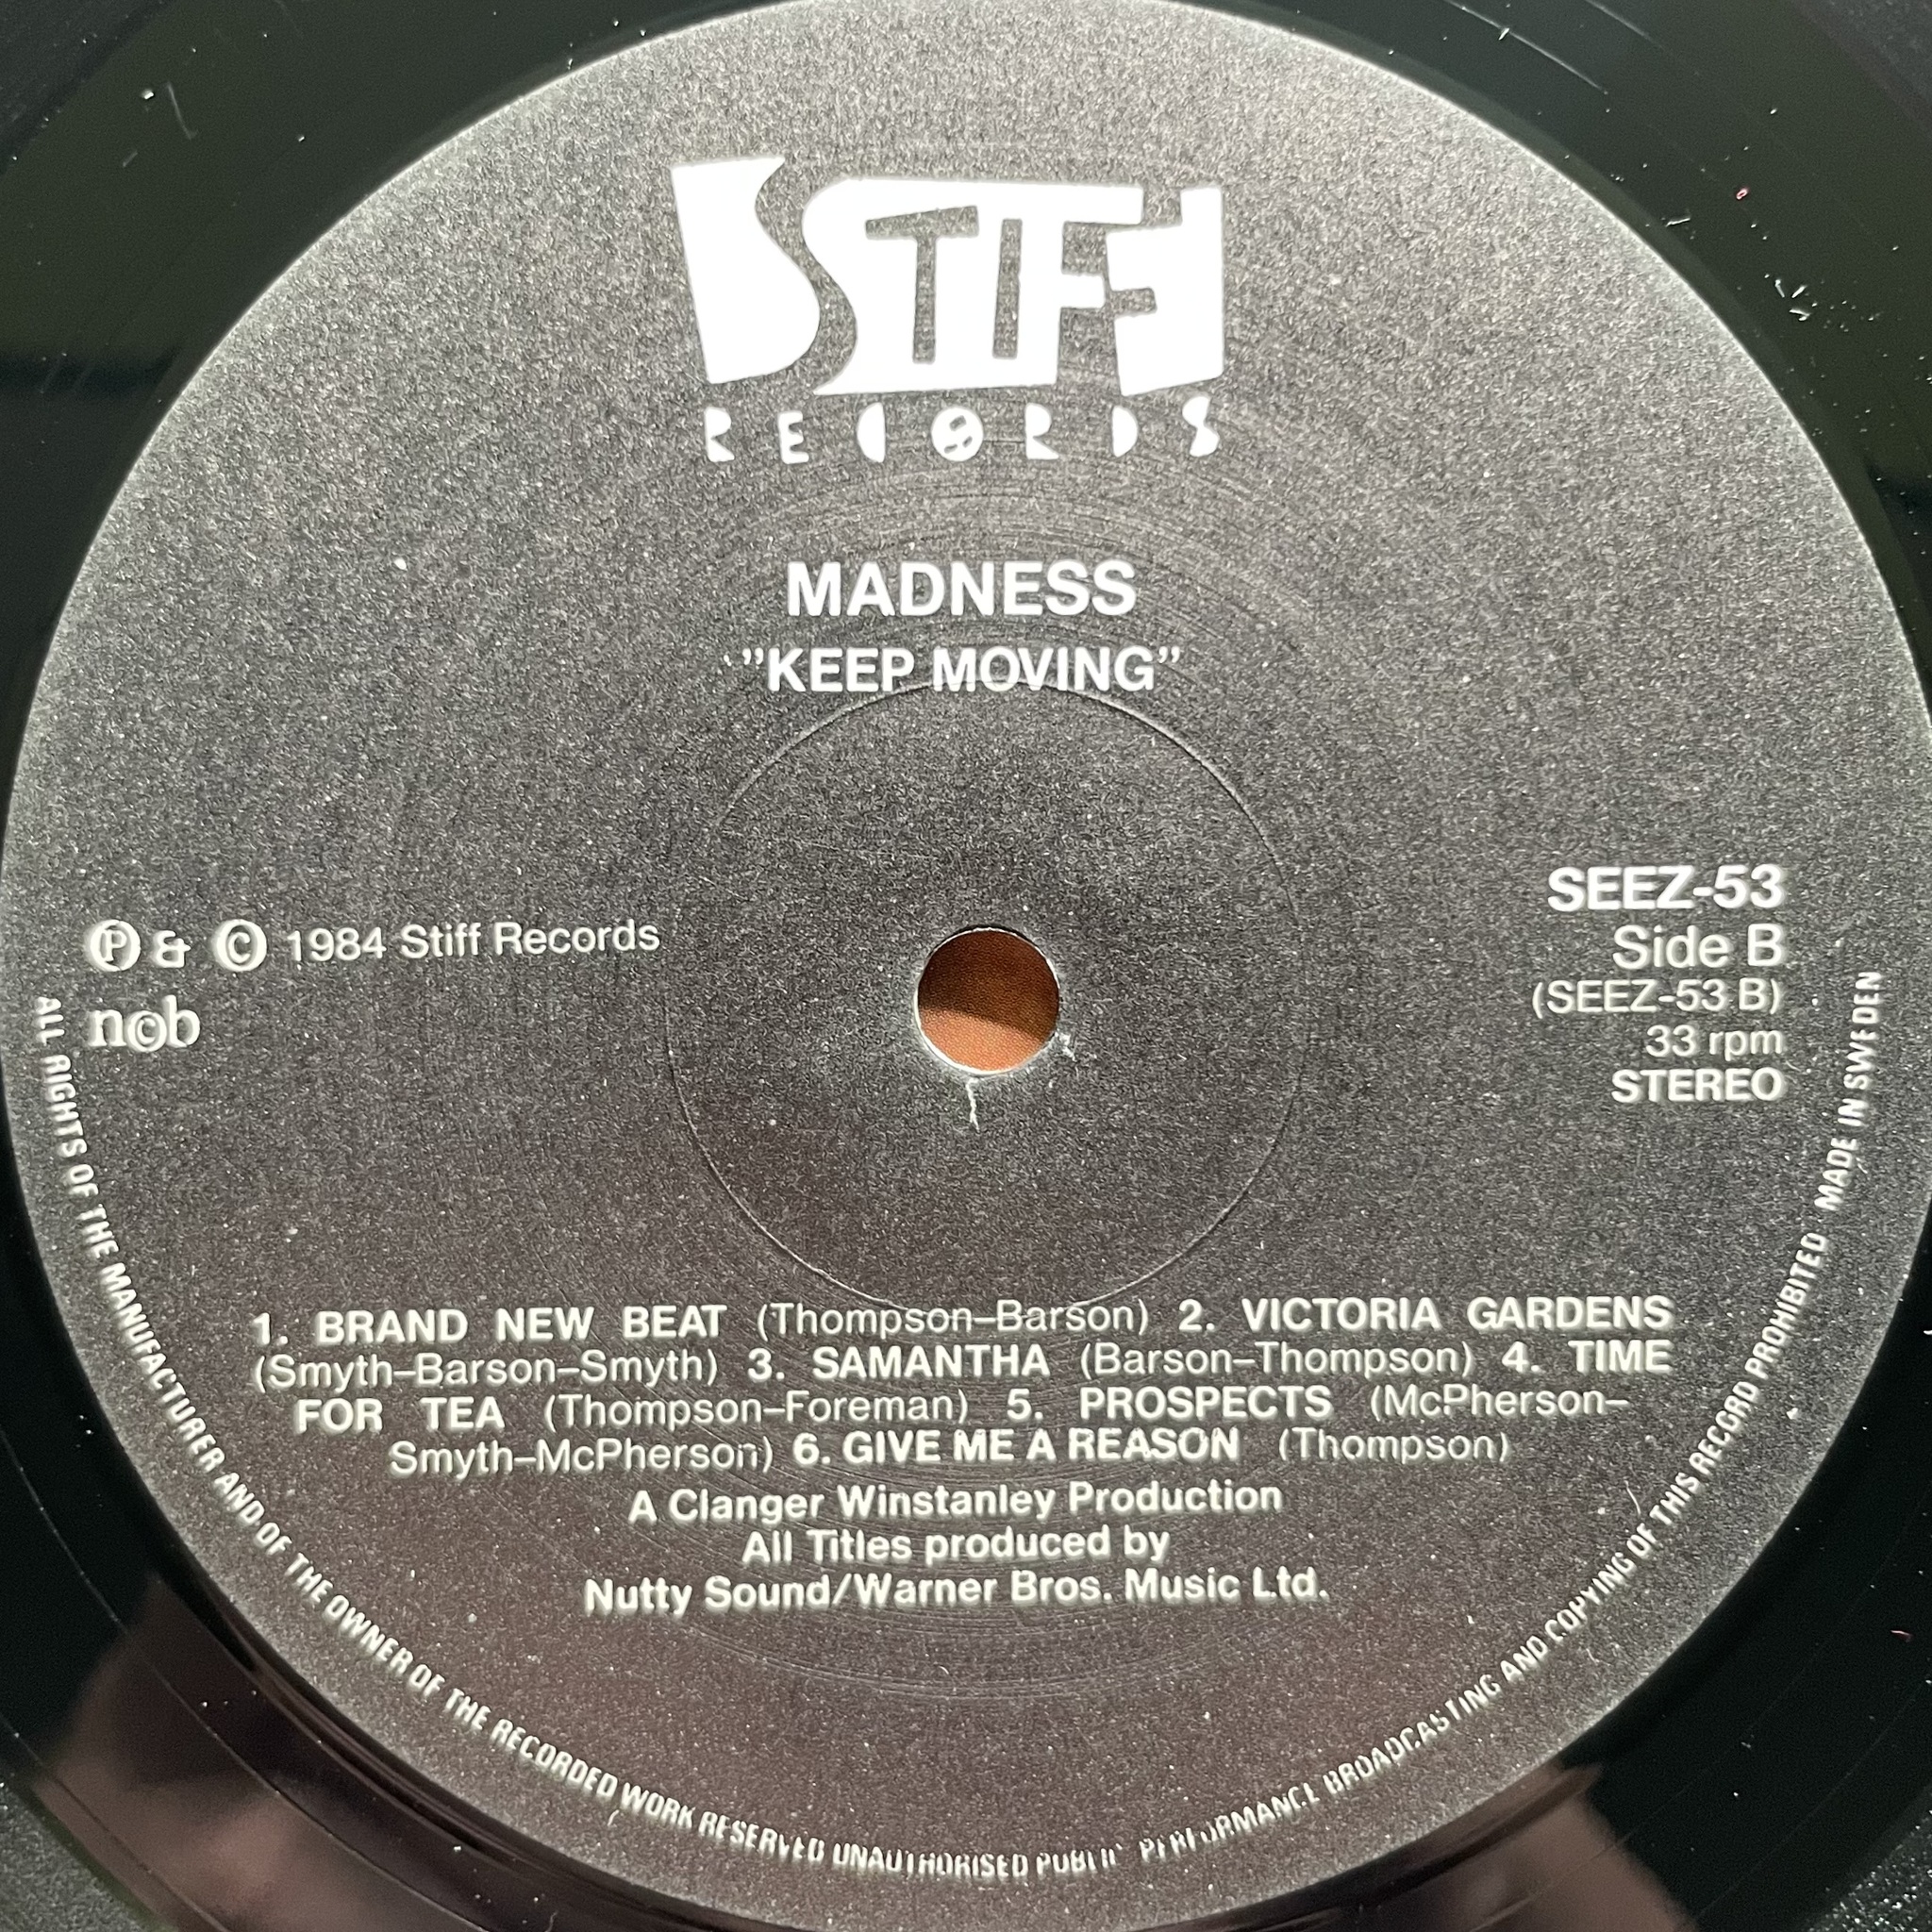 STIFF
RECORDS
MADNESS
"KEEP MOVING"
Ⓟ & © 1984 Stiff Records
ncb
SEEZ-53
Side B
(SEEZ-53 B)
33 rpm
STEREO
1. BRAND NEW BEAT (Thompson–Barson) 2. VICTORIA GARDENS
(Smyth–Barson–Smyth) 3. SAMANTHA (Barson–Thompson) 4. TIME
FOR TEA (Thompson–Foreman) 5. PROSPECTS (McPherson–
Smyth–McPherson) 6. GIVE ME A REASON (Thompson)
A Clanger Winstanley Production
All Titles produced by
Nutty Sound/Warner Bros. Music Ltd.
ALL RIGHTS OF THE MANUFACTURER AND OF THE OWNER OF THE RECORDED WORK RESERVED UNAUTHORISED PUBLIC PERFORMANCE BROADCASTING AND COPYING OF THIS RECORD PROHIBITED MADE IN SWEDEN